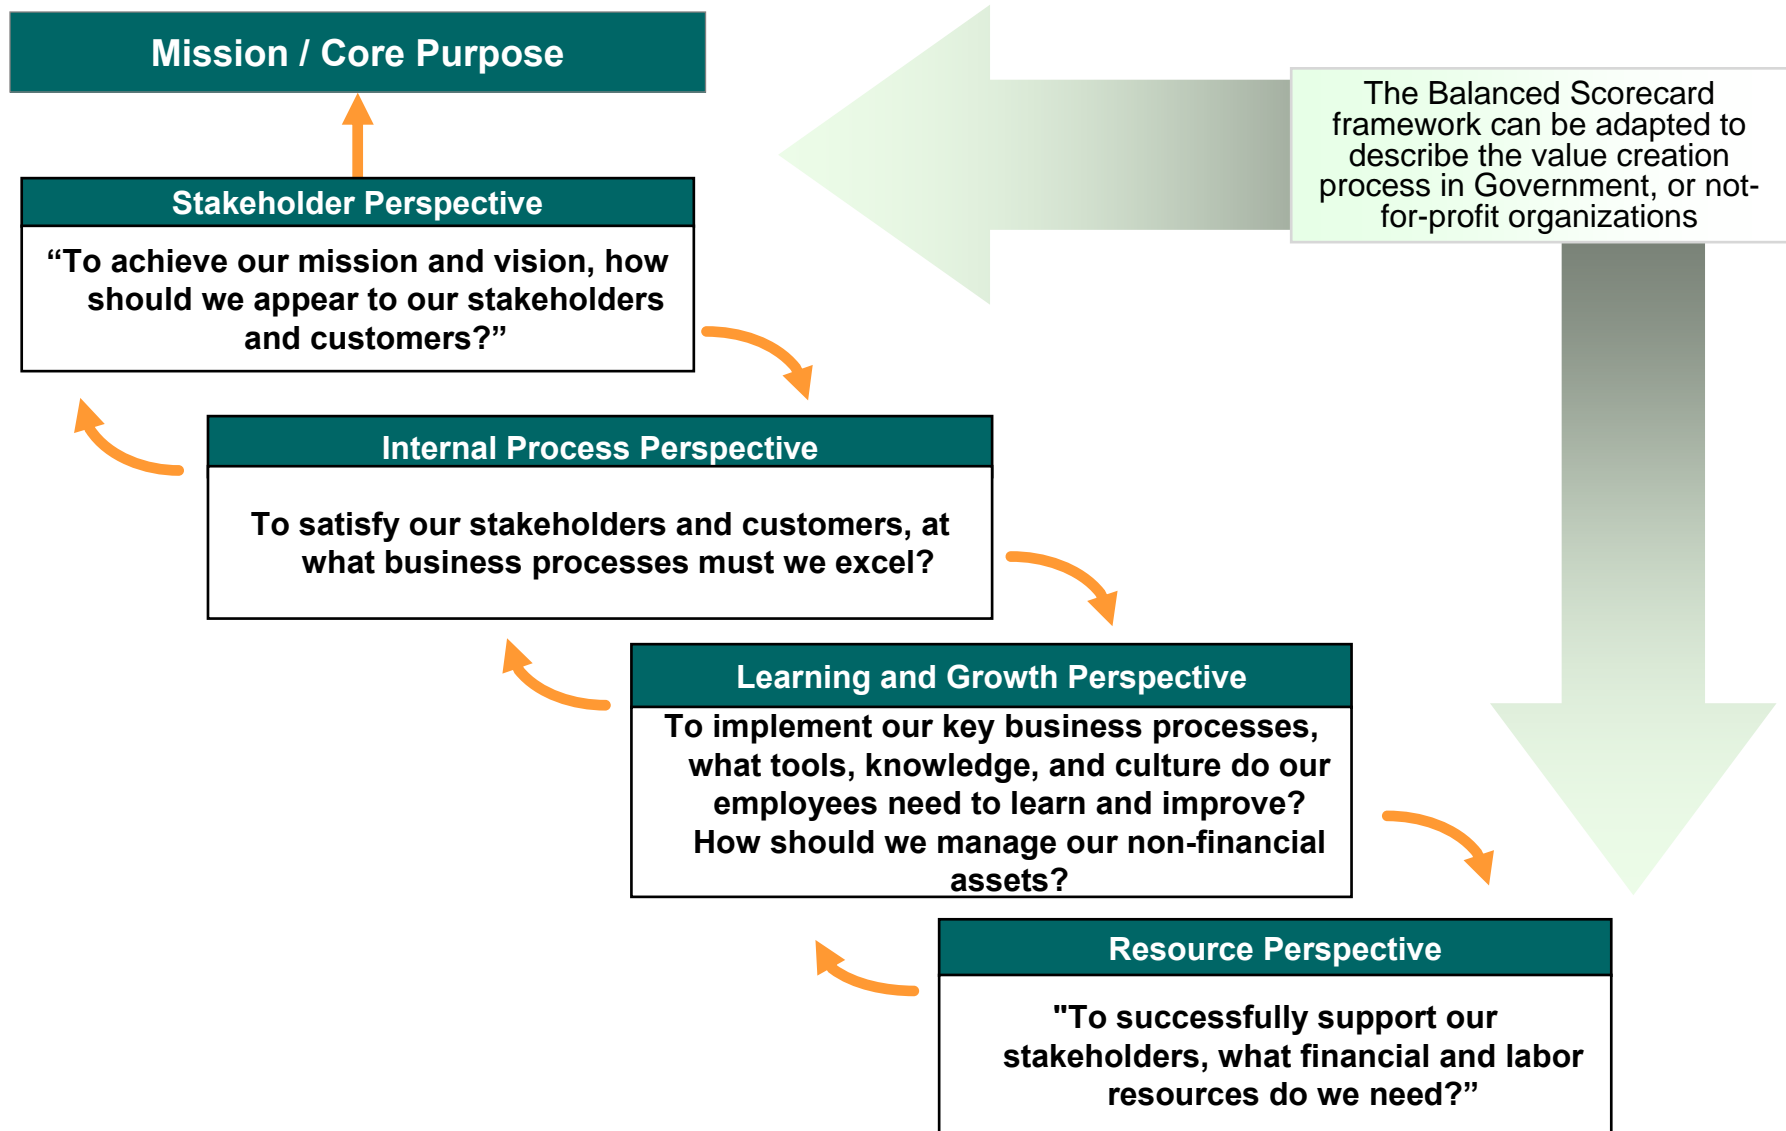 Mission / Core Purpose
The Balanced Scorecard
framework can be adapted to
describe the value creation
process in Government, or not-
for-profit organizations
Stakeholder Perspective
“To achieve our mission and vision, how
should we appear to our stakeholders
and customers?”
Internal Process Perspective
To satisfy our stakeholders and customers, at
what business processes must we excel?
Learning and Growth Perspective
To implement our key business processes,
what tools, knowledge, and culture do our
employees need to learn and improve?
How should we manage our non-financial
assets?
Resource Perspective
"To successfully support our
stakeholders, what financial and labor
resources do we need?”